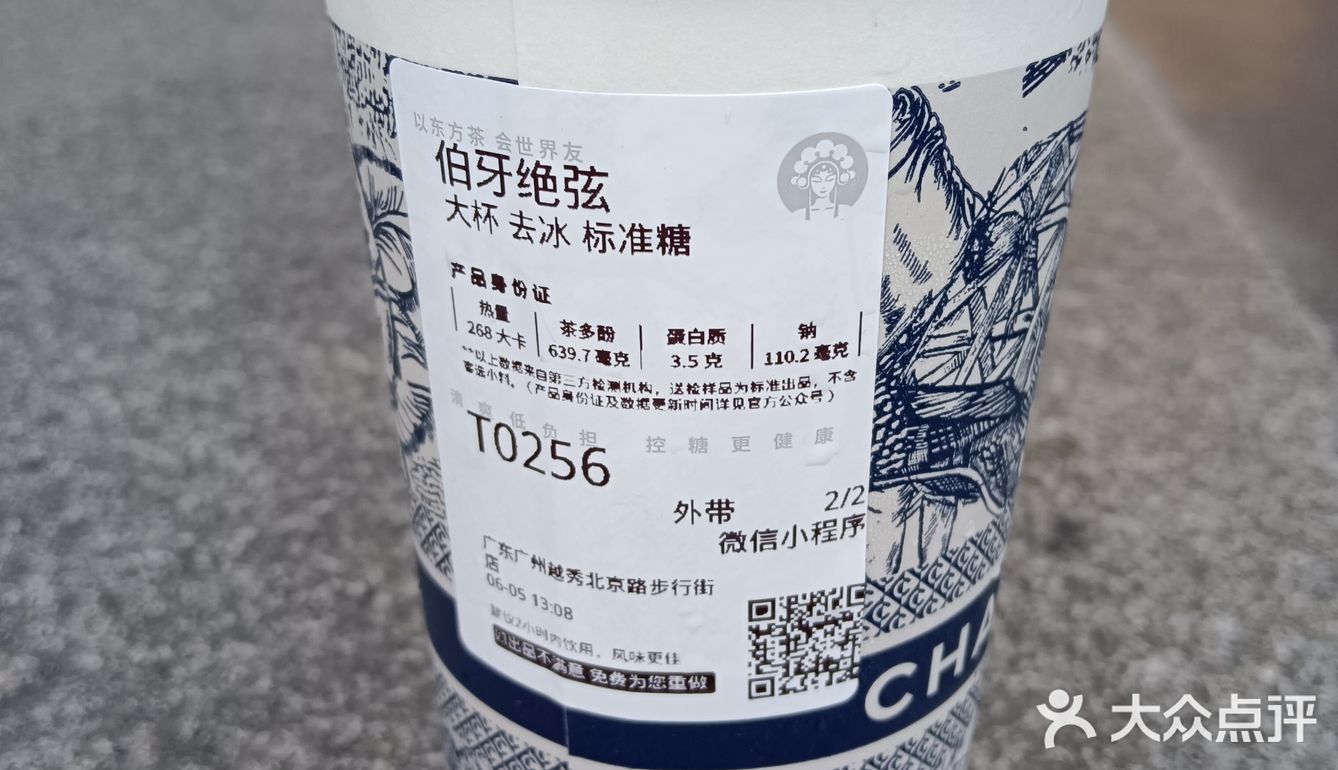 以东方茶 会世界友
伯牙绝弦
大杯 去冰 标准糖
产品身份证
热量 茶多酚 蛋白质 钠
268 大卡 639.7 毫克 3.5 克 110.2 毫克
**以上数据来自第三方检测机构，送检样品为标准出品，不含
客选小料。（产品身份证及数据更新时间详见官方公众号）
清爽低负担 控糖更健康
T0256
外带 2/2
微信小程序
广东广州越秀北京路步行街
店
06-05 13:08
建议2小时内饮用，风味更佳
对出品不满意 免费为您重做
CHA
大众点评